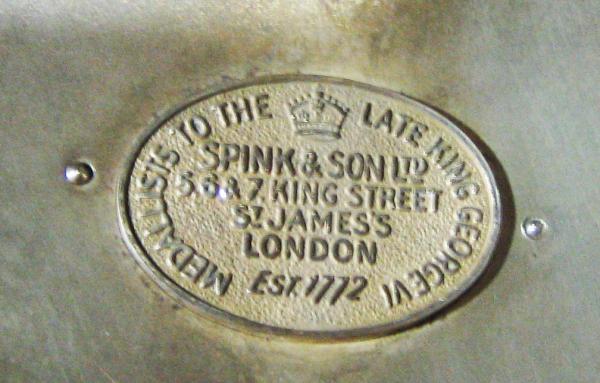 MEDALLISTS TO THE LATE KING GEORGE VI
SPINK & SON LTD
5.6 & 7. KING STREET
ST. JAMES'S
LONDON
EST. 1772